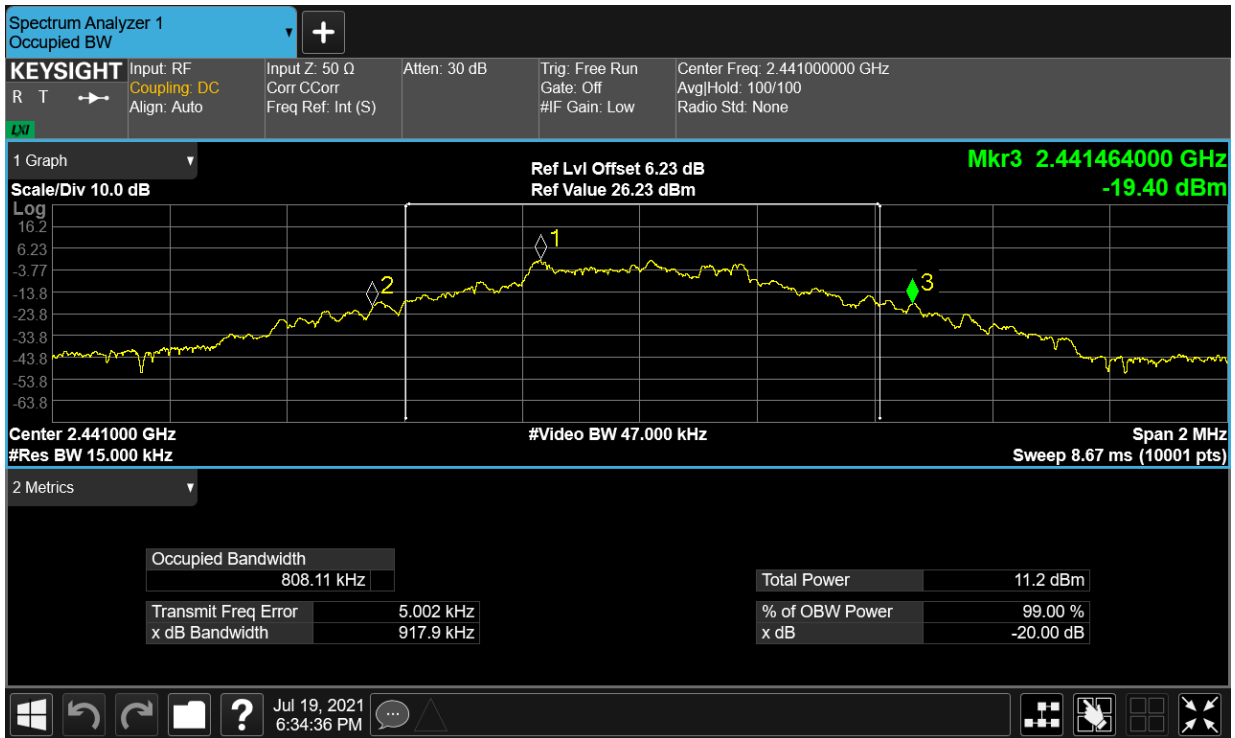 Spectrum Analyzer 1
Occupied BW
KEYSIGHT
R T
LXI
Input: RF
Coupling: DC
Align: Auto
Input Z: 50 Ω
Corr CCorr
Freq Ref: Int (S)
Atten: 30 dB
Trig: Free Run
Gate: Off
#IF Gain: Low
Center Freq: 2.441000000 GHz
Avg|Hold: 100/100
Radio Std: None
1 Graph
Scale/Div 10.0 dB
Ref Lvl Offset 6.23 dB
Ref Value 26.23 dBm
Mkr3 2.441464000 GHz
-19.40 dBm
Log
16.2
6.23
-3.77
-13.8
-23.8
-33.8
-43.8
-53.8
-63.8
1
2
3
Center 2.441000 GHz
#Video BW 47.000 kHz
Span 2 MHz
#Res BW 15.000 kHz
Sweep 8.67 ms (10001 pts)
2 Metrics
Occupied Bandwidth
808.11 kHz
Transmit Freq Error 5.002 kHz
x dB Bandwidth 917.9 kHz
Total Power 11.2 dBm
% of OBW Power 99.00 %
x dB -20.00 dB
?
Jul 19, 2021
6:34:36 PM